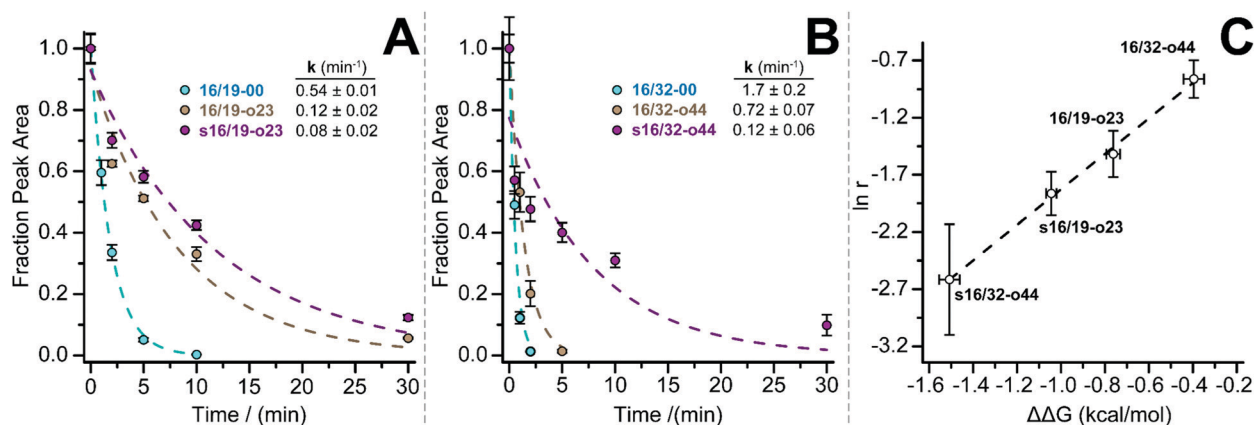 A
Fraction Peak Area
1.0
0.8
0.6
0.4
0.2
0.0
k (min⁻¹)
16/19-00 0.54 ± 0.01
16/19-o23 0.12 ± 0.02
s16/19-o23 0.08 ± 0.02
0 5 10 15 20 25 30
Time / (min)
B
Fraction Peak Area
1.0
0.8
0.6
0.4
0.2
0.0
k (min⁻¹)
16/32-00 1.7 ± 0.2
16/32-o44 0.72 ± 0.07
s16/32-o44 0.12 ± 0.06
0 5 10 15 20 25 30
Time /(min)
C
ln r
-0.7
-1.2
-1.7
-2.2
-2.7
-3.2
16/32-o44
16/19-o23
s16/19-o23
s16/32-o44
-1.6 -1.4 -1.2 -1.0 -0.8 -0.6 -0.4 -0.2
ΔΔG (kcal/mol)